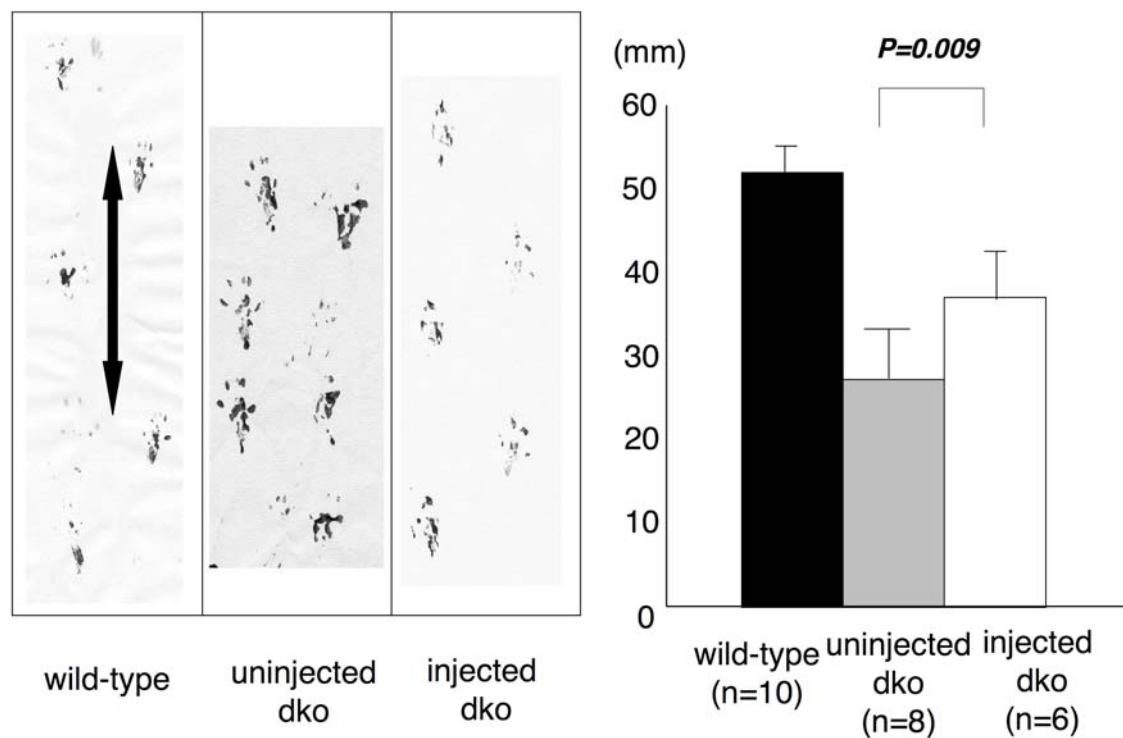 wild-type
uninjected
dko
injected
dko
(mm)
P=0.009
60
50
40
30
20
10
0
wild-type
(n=10)
uninjected
dko
(n=8)
injected
dko
(n=6)